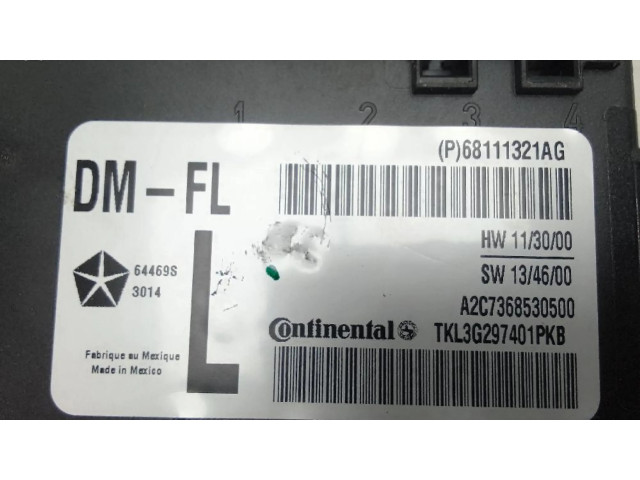 1 2 3 4
(P)68111321AG
DM-FL
HW 11/30/00
L
64469S
3014
SW 13/46/00
A2C7368530500
Continental
TKL3G297401PKB
Fabrique au Mexique
Made in Mexico